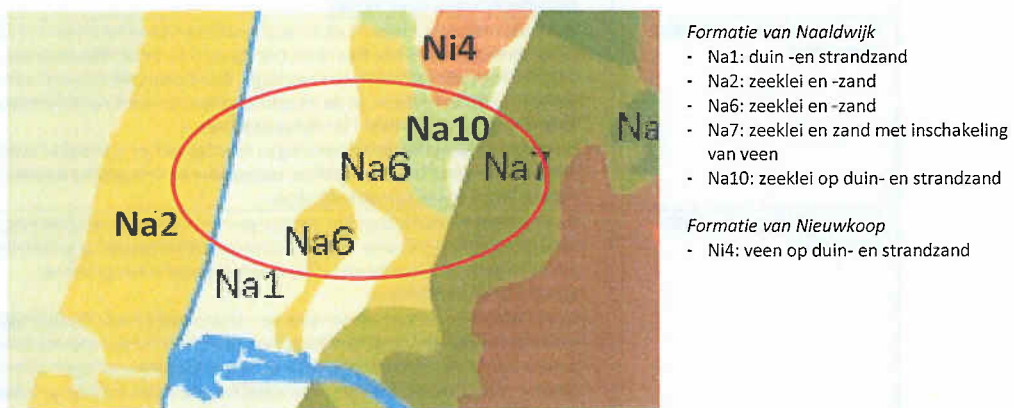 Ni4
Na10
Na
Na6
Na7
Na2
Na6
Na1
Formatie van Naaldwijk
- Na1: duin -en strandzand
- Na2: zeeklei en -zand
- Na6: zeeklei en -zand
- Na7: zeeklei en zand met inschakeling
van veen
- Na10: zeeklei op duin- en strandzand
Formatie van Nieuwkoop
- Ni4: veen op duin- en strandzand